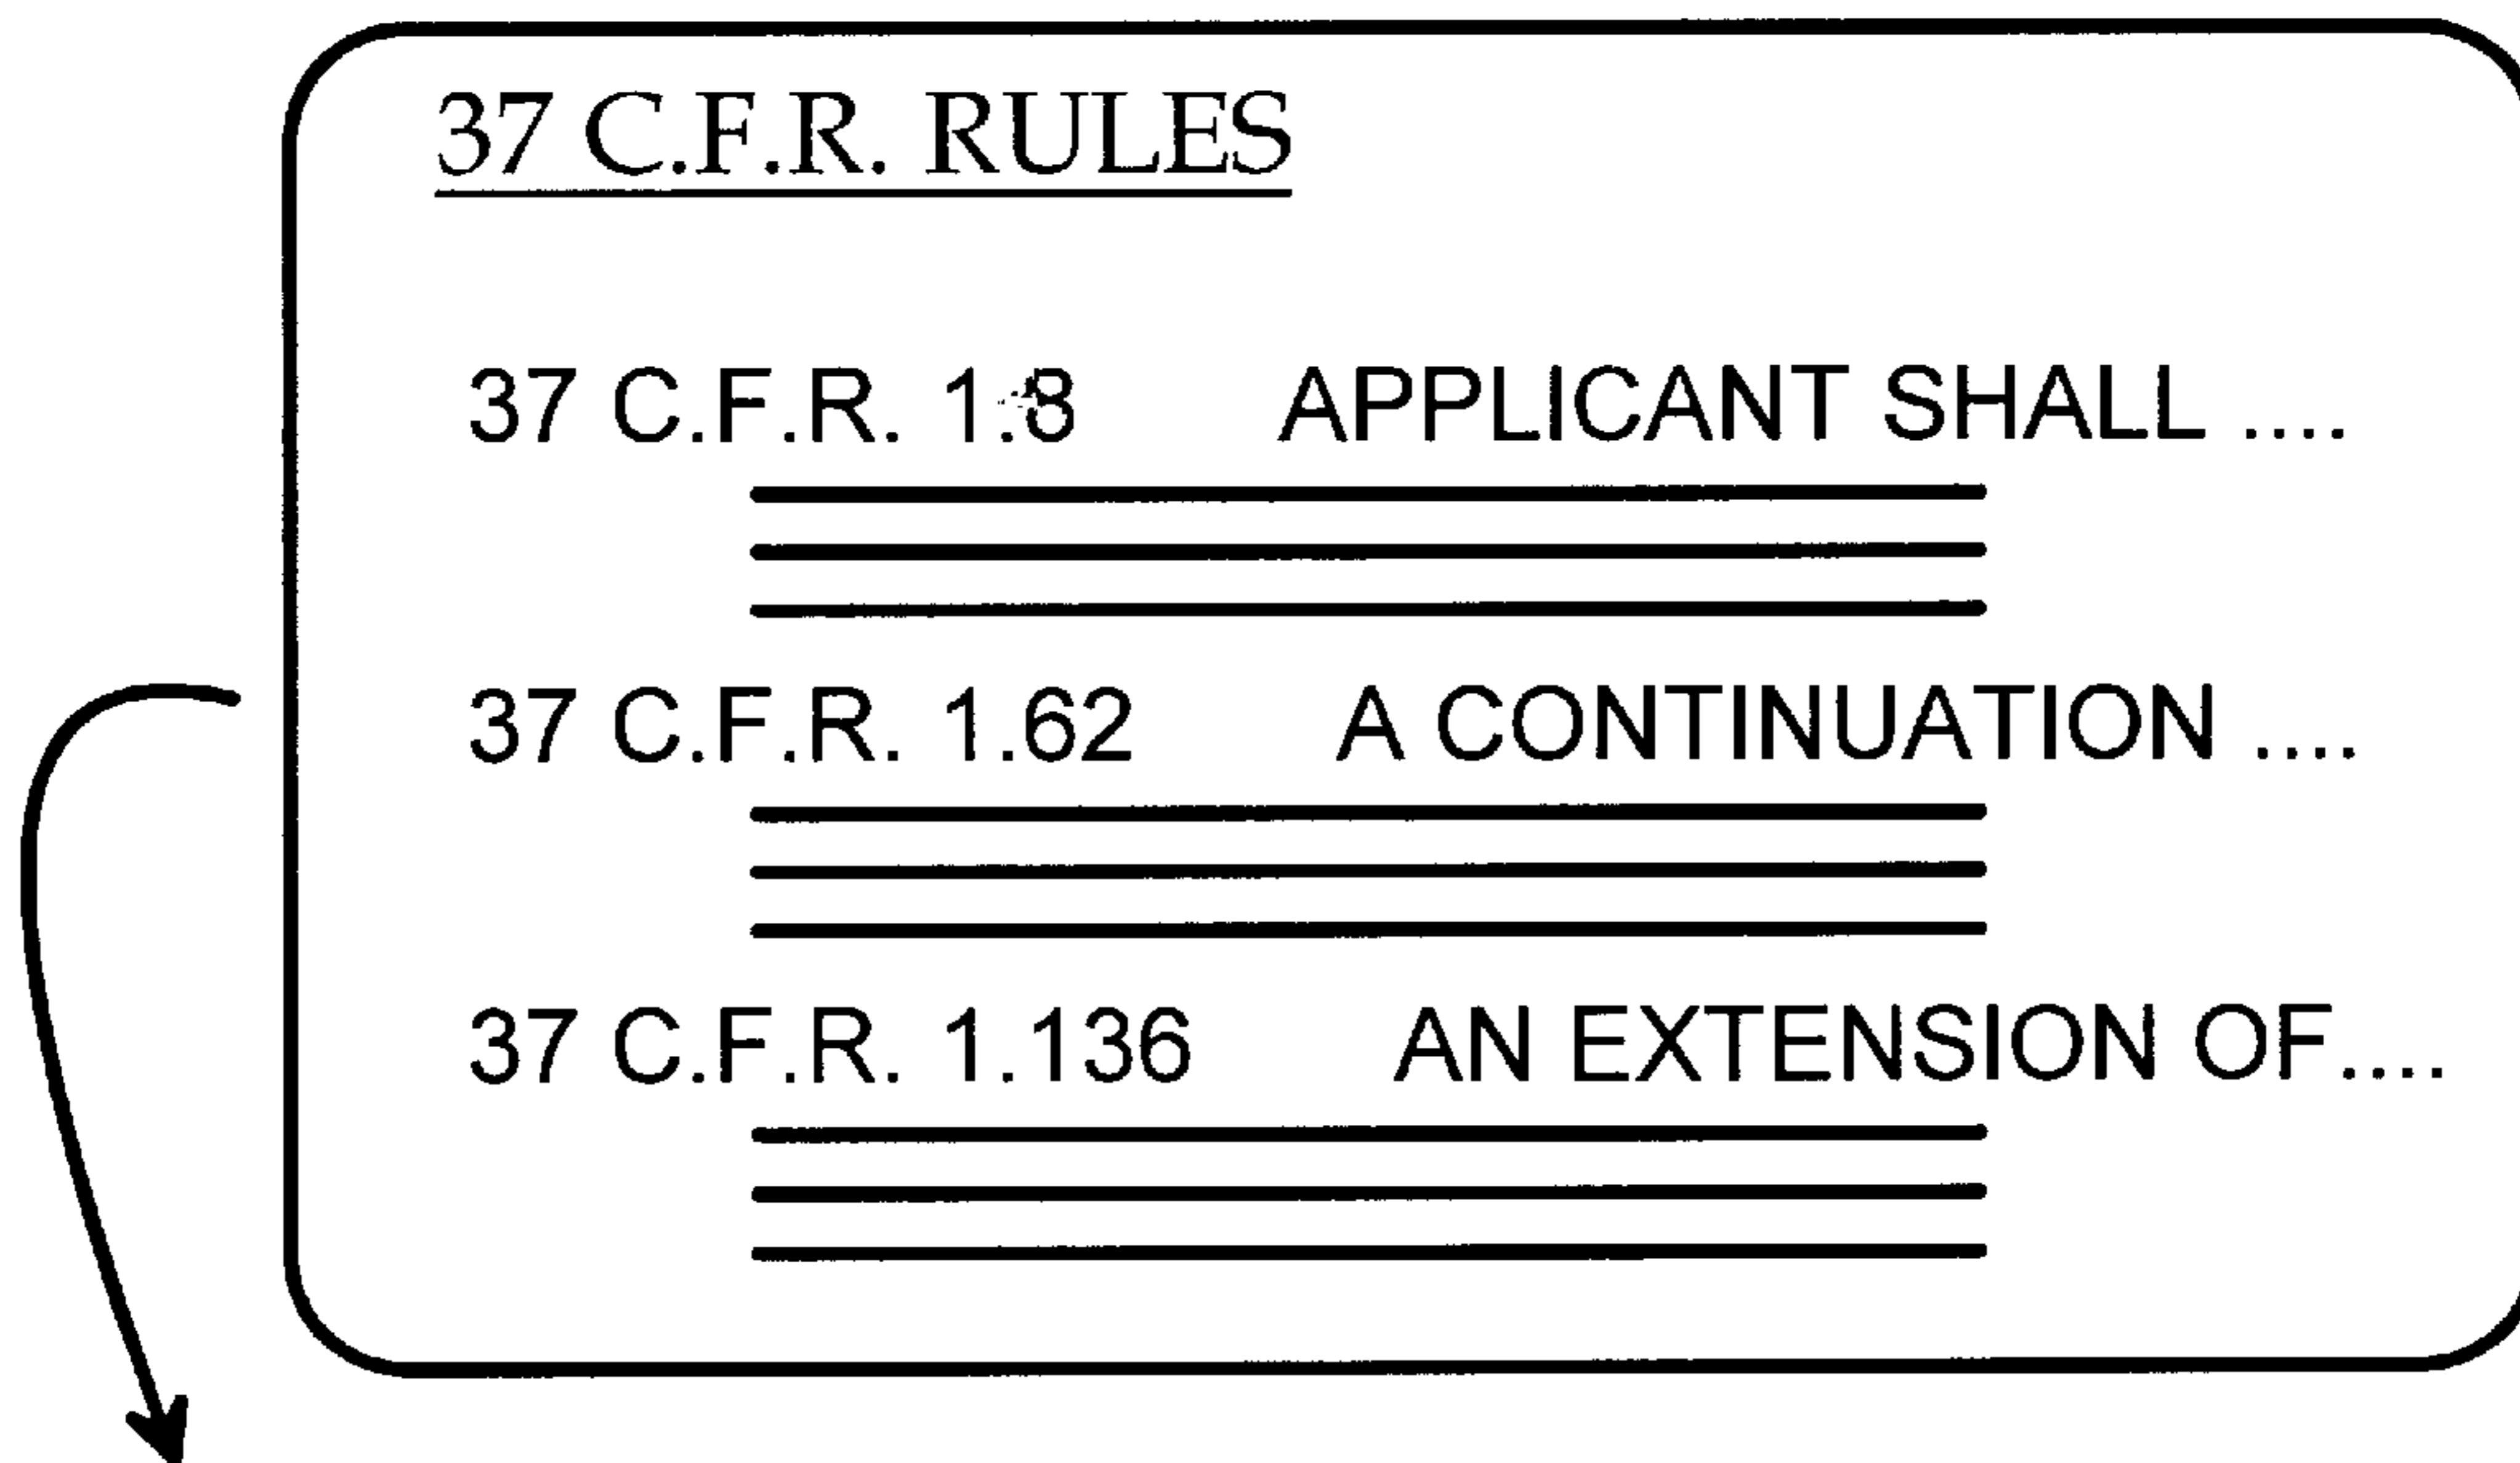 37 C.F.R. RULES
37 C.F.R. 1.8 APPLICANT SHALL ....
37 C.F.R. 1.62 A CONTINUATION ....
37 C.F.R. 1.136 AN EXTENSION OF....